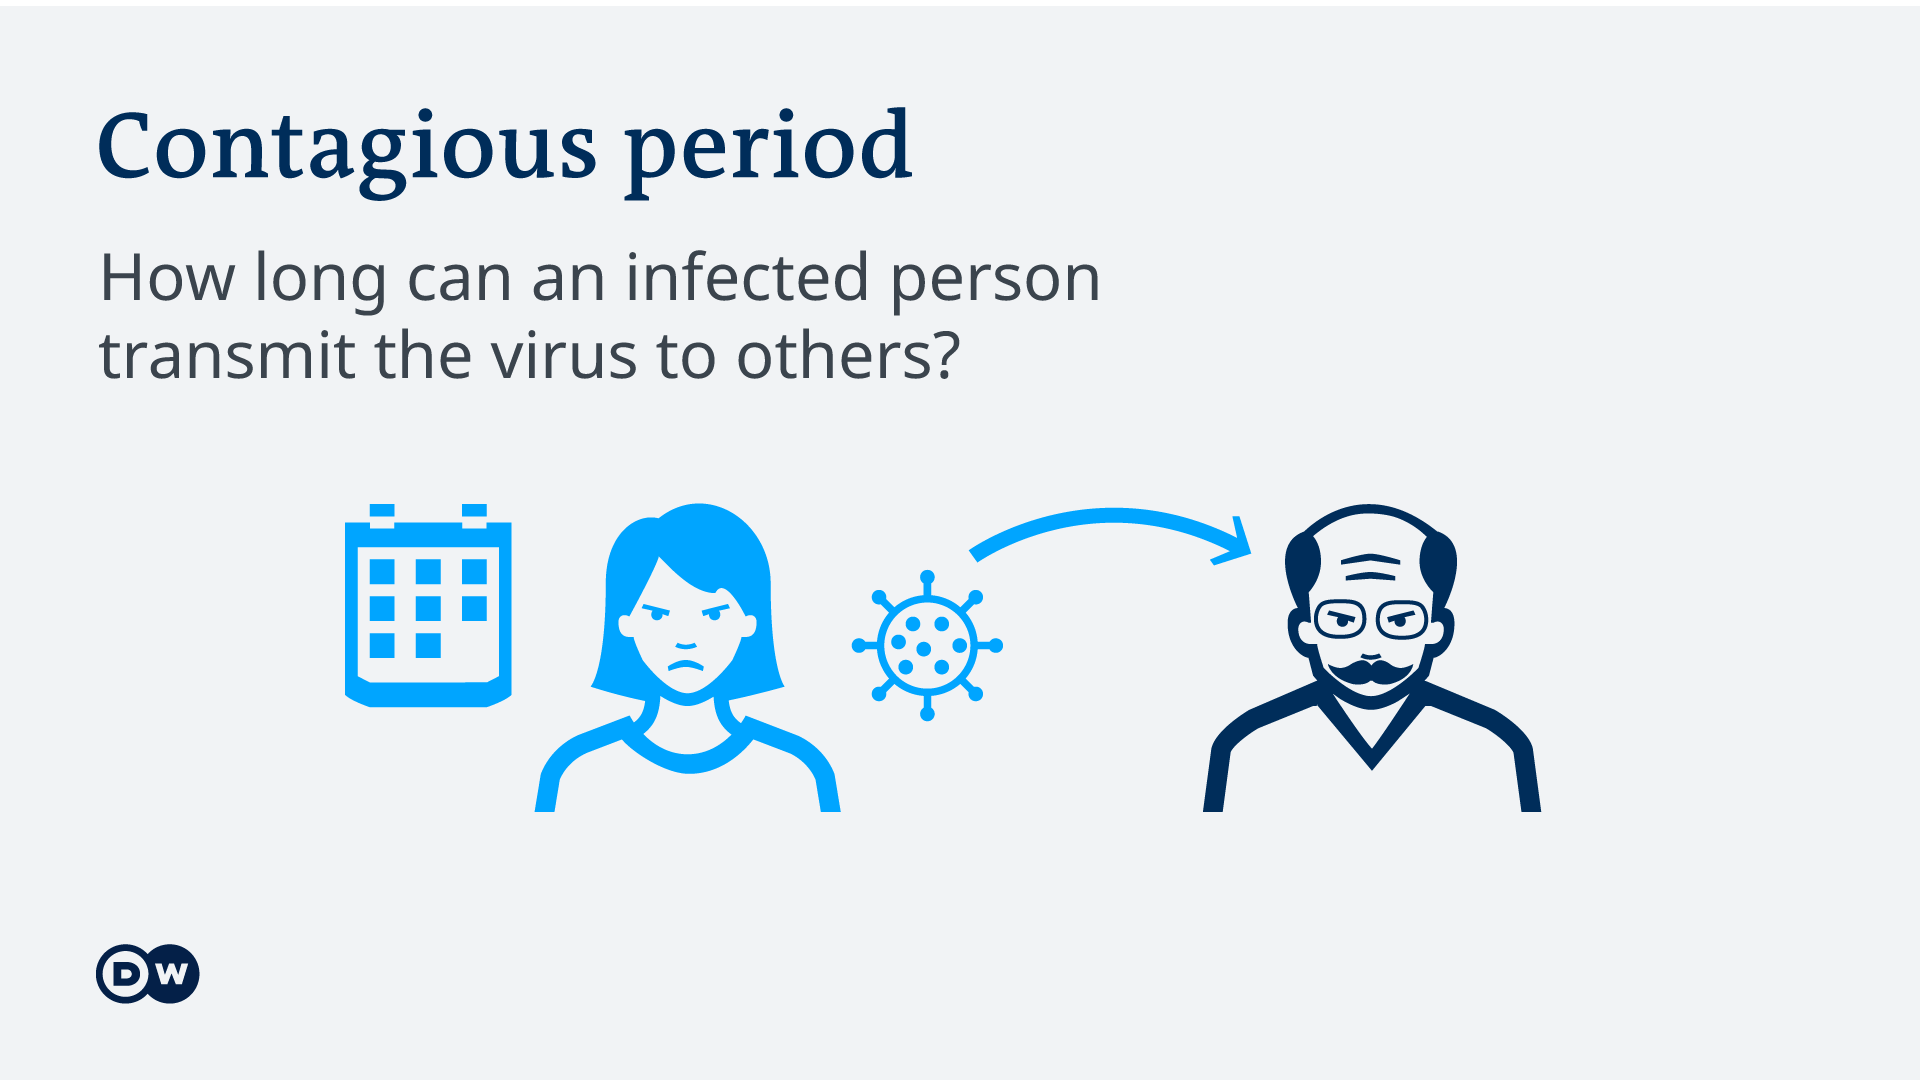 Contagious period
How long can an infected person
transmit the virus to others?
DW